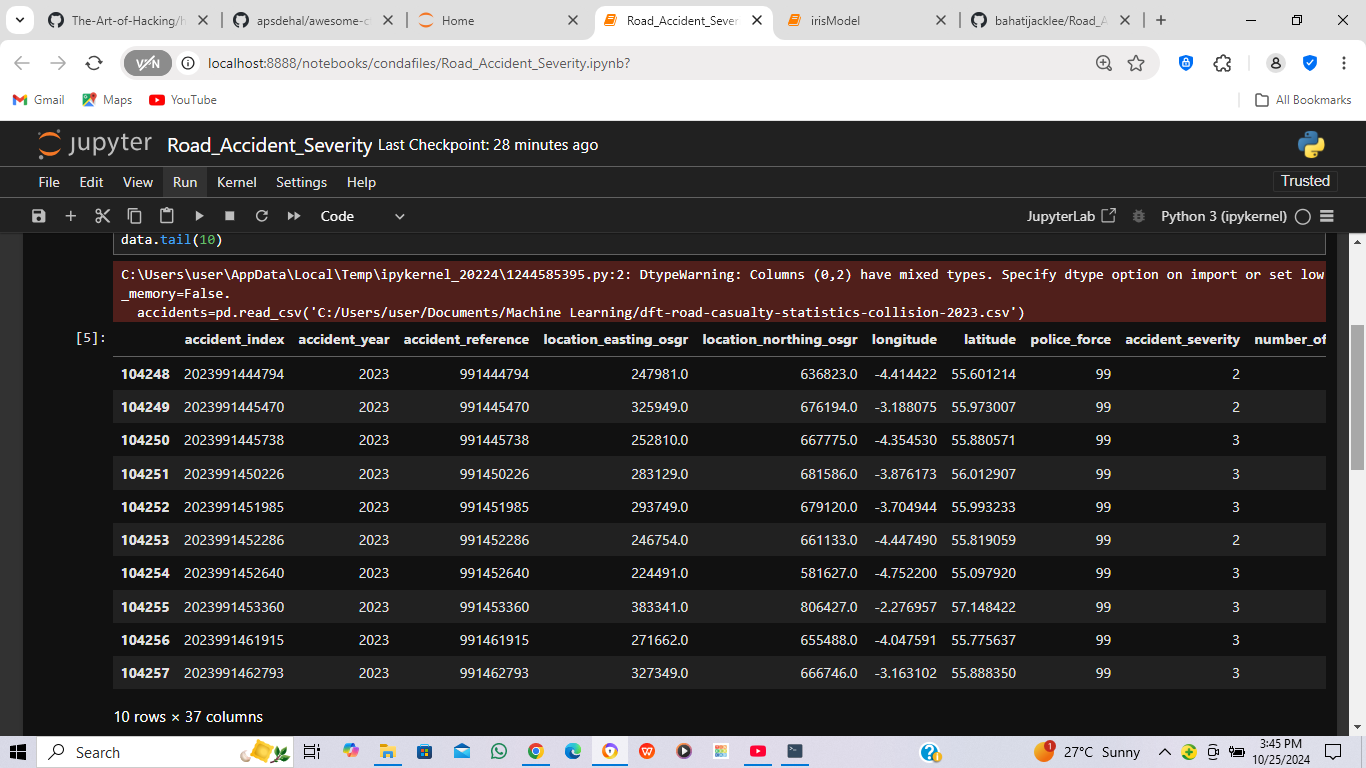 The-Art-of-Hacking/h
apsdehal/awesome-c
Home
Road_Accident_Sever
irisModel
bahatijacklee/Road_A
VPN
localhost:8888/notebooks/condafiles/Road_Accident_Severity.ipynb?
Gmail
Maps
YouTube
All Bookmarks
jupyter
Road_Accident_Severity Last Checkpoint: 28 minutes ago
File Edit View Run Kernel Settings Help
Trusted
Code
JupyterLab
Python 3 (ipykernel)
data.tail(10)
C:\Users\user\AppData\Local\Temp\ipykernel_20224\1244585395.py:2: DtypeWarning: Columns (0,2) have mixed types. Specify dtype option on import or set low
_memory=False.
accidents=pd.read_csv('C:/Users/user/Documents/Machine Learning/dft-road-casualty-statistics-collision-2023.csv')
[5]:
accident_index accident_year accident_reference location_easting_osgr location_northing_osgr longitude latitude police_force accident_severity number_of
104248 2023991444794 2023 991444794 247981.0 636823.0 -4.414422 55.601214 99 2
104249 2023991445470 2023 991445470 325949.0 676194.0 -3.188075 55.973007 99 2
104250 2023991445738 2023 991445738 252810.0 667775.0 -4.354530 55.880571 99 3
104251 2023991450226 2023 991450226 283129.0 681586.0 -3.876173 56.012907 99 3
104252 2023991451985 2023 991451985 293749.0 679120.0 -3.704944 55.993233 99 3
104253 2023991452286 2023 991452286 246754.0 661133.0 -4.447490 55.819059 99 2
104254 2023991452640 2023 991452640 224491.0 581627.0 -4.752200 55.097920 99 3
104255 2023991453360 2023 991453360 383341.0 806427.0 -2.276957 57.148422 99 3
104256 2023991461915 2023 991461915 271662.0 655488.0 -4.047591 55.775637 99 3
104257 2023991462793 2023 991462793 327349.0 666746.0 -3.163102 55.888350 99 3
10 rows × 37 columns
Search
1
27°C Sunny
3:45 PM
10/25/2024